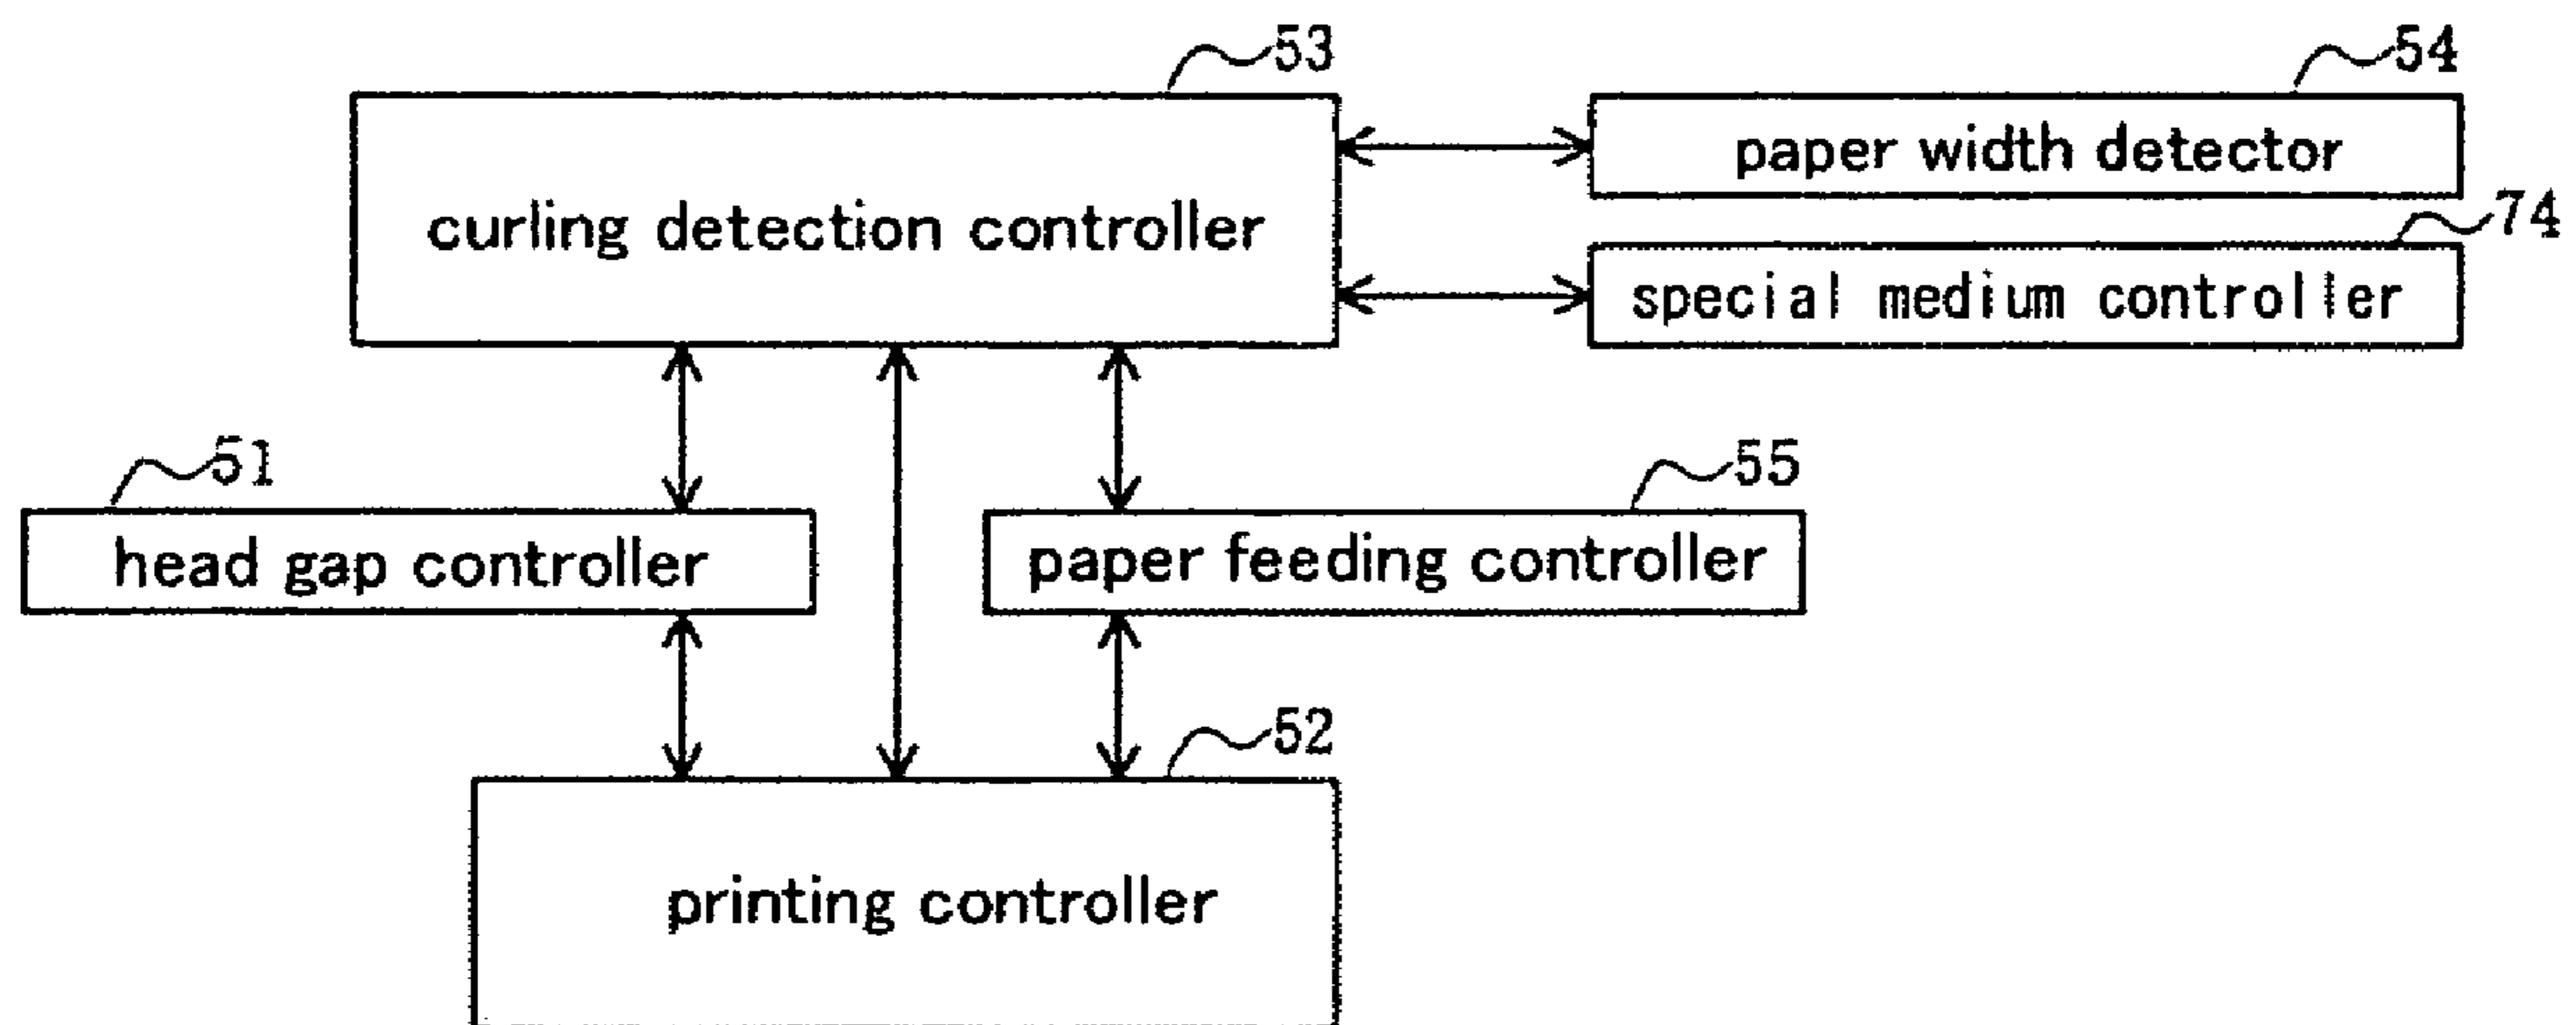 53
54
curling detection controller
paper width detector
74
special medium controller
51
55
head gap controller
paper feeding controller
52
printing controller